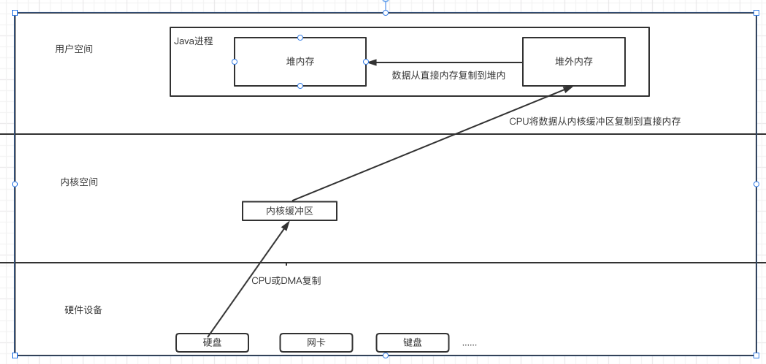 用户空间
Java进程
堆内存
堆外内存
数据从直接内存复制到堆内
CPU将数据从内核缓冲区复制到直接内存
内核空间
内核缓冲区
CPU或DMA复制
硬件设备
硬盘
网卡
键盘
......